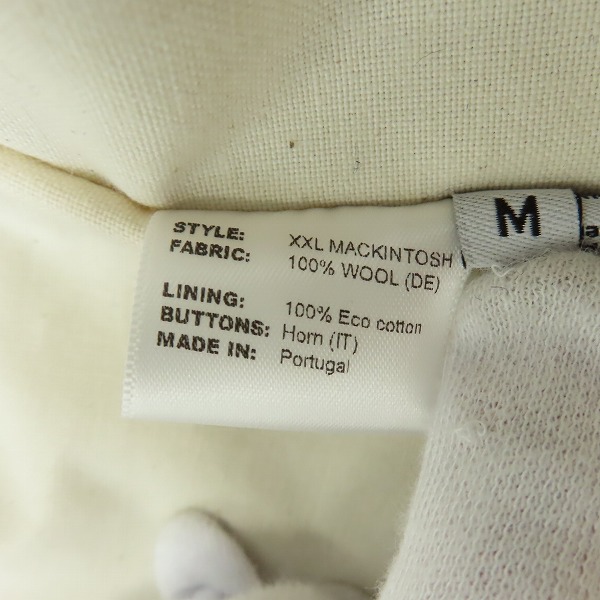 M
STYLE: XXL MACKINTOSH
FABRIC: 100% WOOL (DE)
LINING: 100% Eco cotton
BUTTONS: Horn (IT)
MADE IN: Portugal